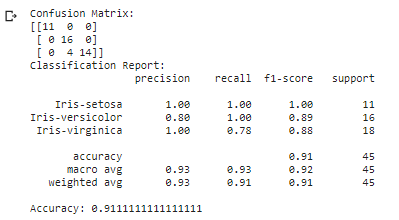 Confusion Matrix:
[[11  0  0]
 [ 0 16  0]
 [ 0  4 14]]
Classification Report:
                 precision    recall  f1-score   support

    Iris-setosa       1.00      1.00      1.00        11
Iris-versicolor       0.80      1.00      0.89        16
 Iris-virginica       1.00      0.78      0.88        18

       accuracy                           0.91        45
      macro avg       0.93      0.93      0.92        45
   weighted avg       0.93      0.91      0.91        45

Accuracy: 0.9111111111111111